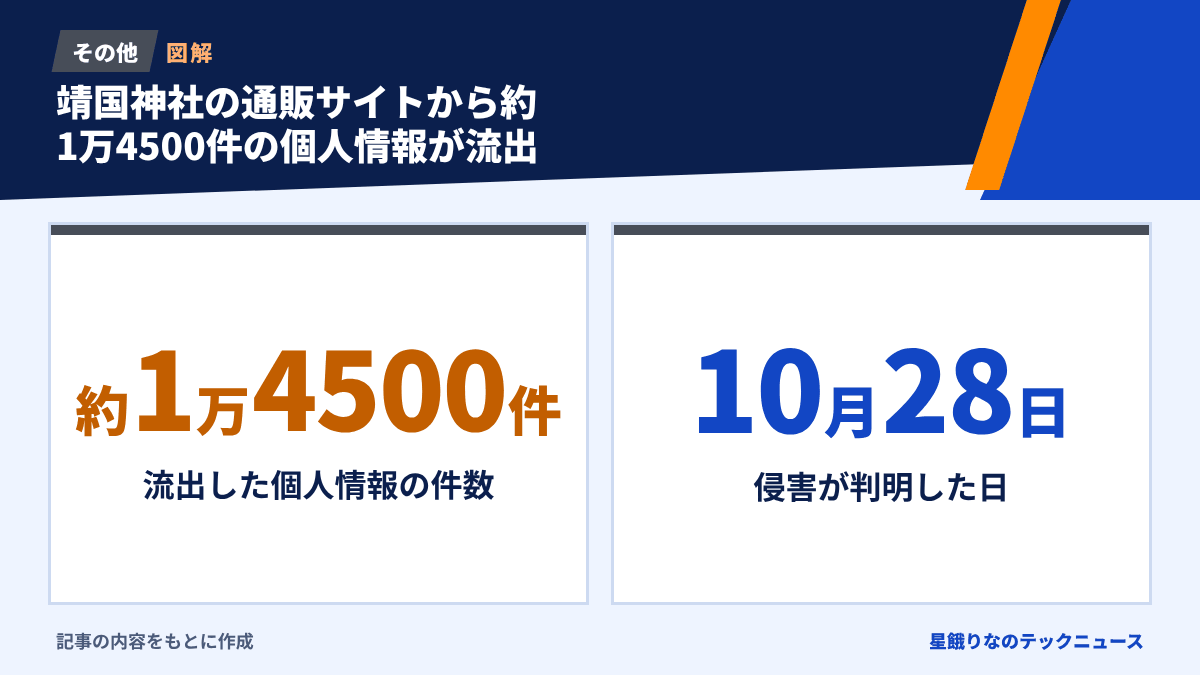 その他 図解
靖国神社の通販サイトから約
1万4500件の個人情報が流出
約1万4500件
流出した個人情報の件数
10月28日
侵害が判明した日
記事の内容をもとに作成
星餓りなのテックニュース